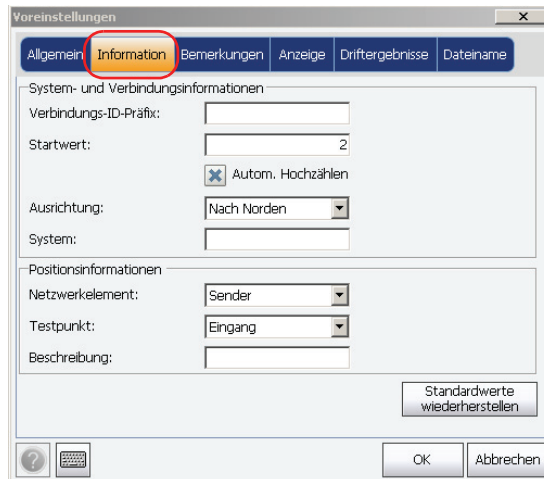 Voreinstellungen
Allgemein Information Bemerkungen Anzeige Driftergebnisse Dateiname
System- und Verbindungsinformationen
Verbindungs-ID-Präfix:
Startwert: 2
Autom. Hochzählen
Ausrichtung: Nach Norden
System:
Positionsinformationen
Netzwerkelement: Sender
Testpunkt: Eingang
Beschreibung:
Standardwerte
wiederherstellen
? OK Abbrechen